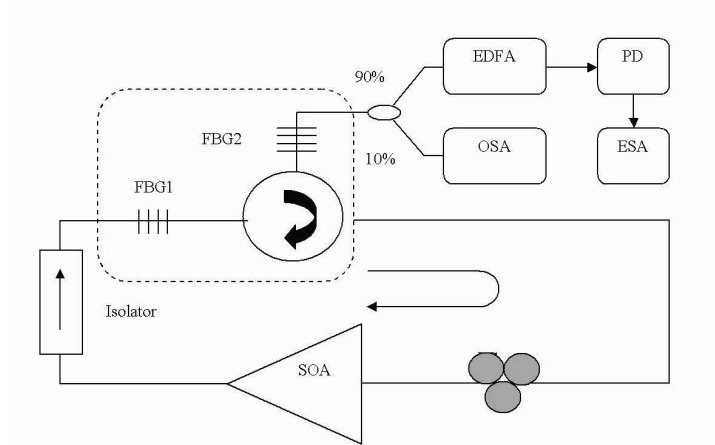 EDFA
PD
90%
FBG2
10%
OSA
ESA
FBG1
Isolator
SOA